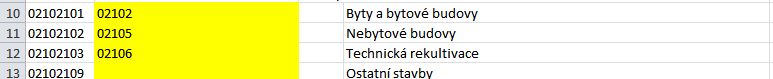 10 02102101 02102 Byty a bytové budovy
11 02102102 02105 Nebytové budovy
12 02102103 02106 Technická rekultivace
13 02102109 Ostatní stavby